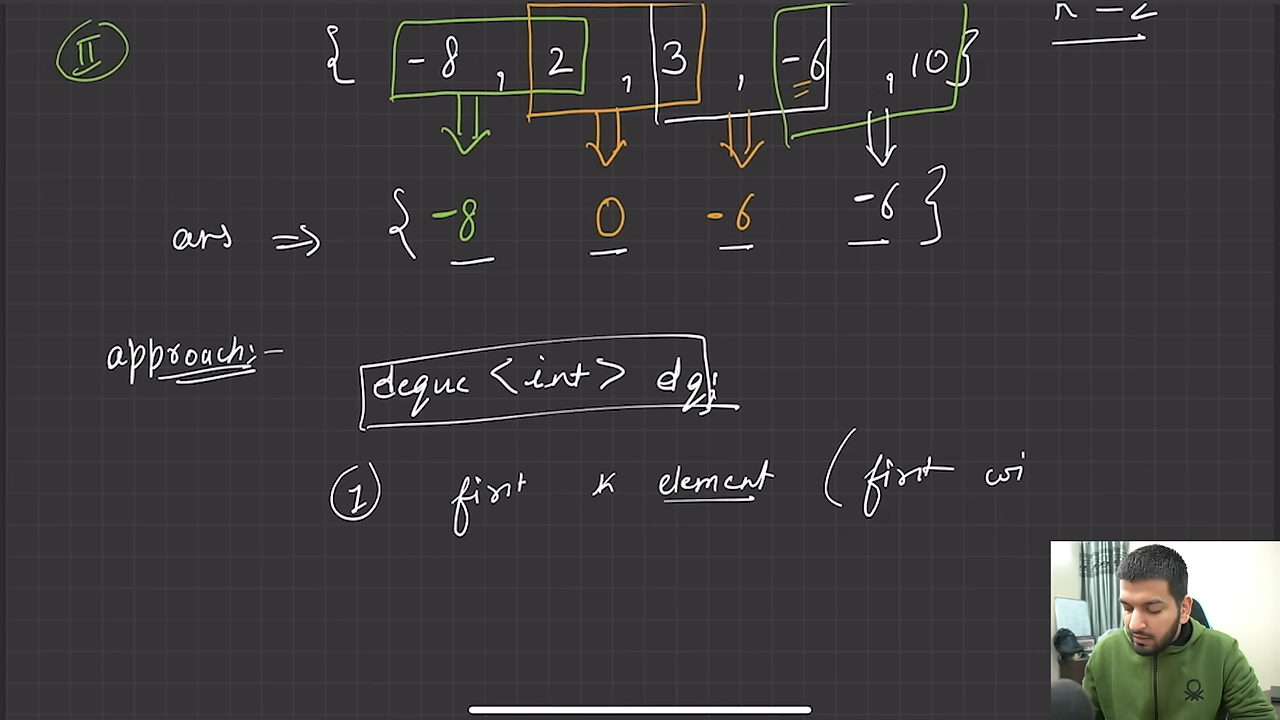 II { -8 , 2 , 3 , -6 , 10 }
ans ⇒ { -8 0 -6 -6 }
approach:-
deque <int> dq;
1 first k element (first wi